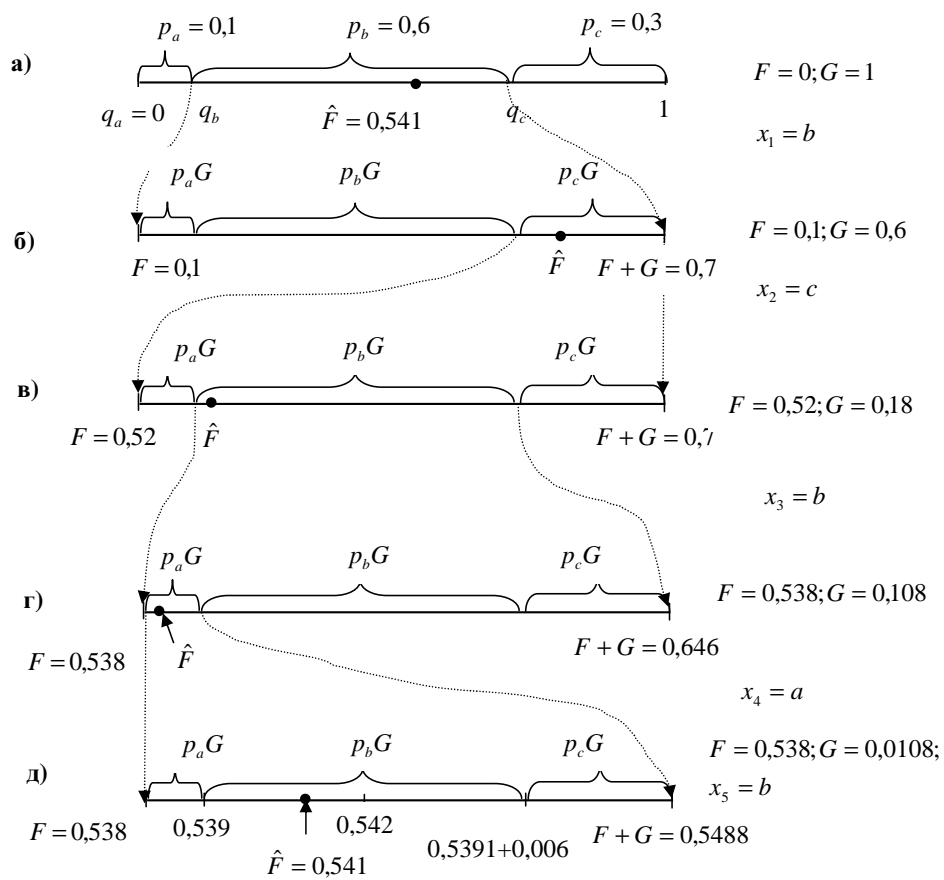 p_a = 0,1 p_b = 0,6 p_c = 0,3
а)
F = 0; G = 1
q_a = 0 q_b F̂ = 0,541 q_c 1
x_1 = b
p_aG p_bG p_cG
б)
F = 0,1; G = 0,6
F = 0,1 F̂ F + G = 0,7
x_2 = c
p_aG p_bG p_cG
в)
F = 0,52; G = 0,18
F = 0,52 F̂ F + G = 0,7
x_3 = b
p_aG p_bG p_cG
г)
F = 0,538; G = 0,108
F = 0,538 F̂ F + G = 0,646
x_4 = a
p_aG p_bG p_cG
F = 0,538; G = 0,0108;
д)
x_5 = b
F = 0,538 0,539 0,542 0,5391+0,006 F + G = 0,5488
F̂ = 0,541